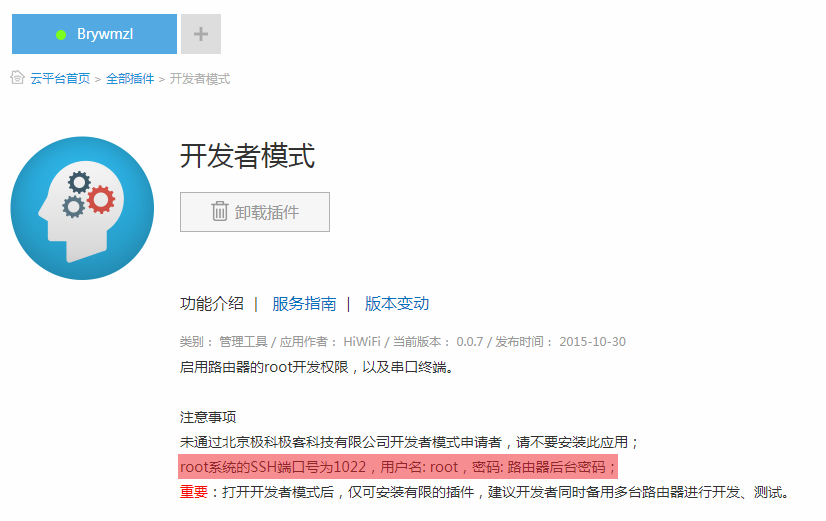 Brywmzl +
云平台首页 > 全部插件 > 开发者模式
开发者模式
卸载插件
功能介绍 | 服务指南 | 版本变动
类别： 管理工具 / 应用作者： HiWiFi / 当前版本： 0.0.7 / 发布时间： 2015-10-30
启用路由器的root开发权限，以及串口终端。
注意事项
未通过北京极科极客科技有限公司开发者模式申请者，请不要安装此应用；
root系统的SSH端口号为1022，用户名: root，密码: 路由器后台密码；
重要：打开开发者模式后，仅可安装有限的插件，建议开发者同时备用多台路由器进行开发、测试。